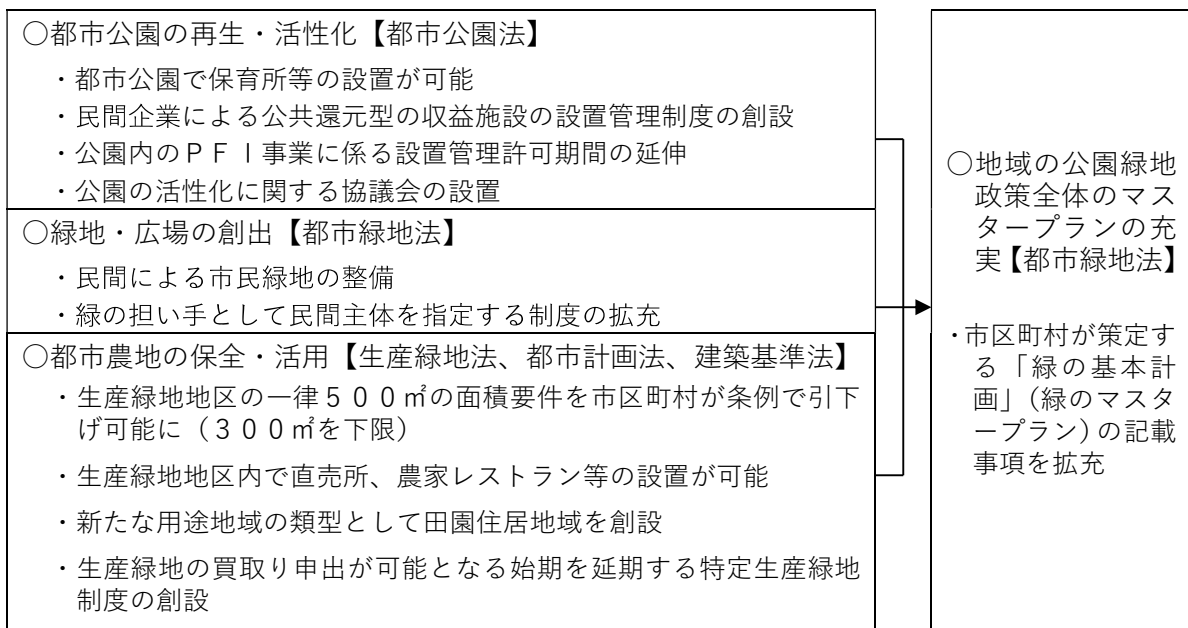 ○都市公園の再生・活性化【都市公園法】
・都市公園で保育所等の設置が可能
・民間企業による公共還元型の収益施設の設置管理制度の創設
・公園内のＰＦＩ事業に係る設置管理許可期間の延伸
・公園の活性化に関する協議会の設置
○緑地・広場の創出【都市緑地法】
・民間による市民緑地の整備
・緑の担い手として民間主体を指定する制度の拡充
○都市農地の保全・活用【生産緑地法、都市計画法、建築基準法】
・生産緑地地区の一律５００㎡の面積要件を市区町村が条例で引下
げ可能に（３００㎡を下限）
・生産緑地地区内で直売所、農家レストラン等の設置が可能
・新たな用途地域の類型として田園住居地域を創設
・生産緑地の買取り申出が可能となる始期を延期する特定生産緑地
制度の創設
○地域の公園緑地
政策全体のマス
タープランの充
実【都市緑地法】
・市区町村が策定す
る「緑の基本計
画」（緑のマスタ
ープラン）の記載
事項を拡充